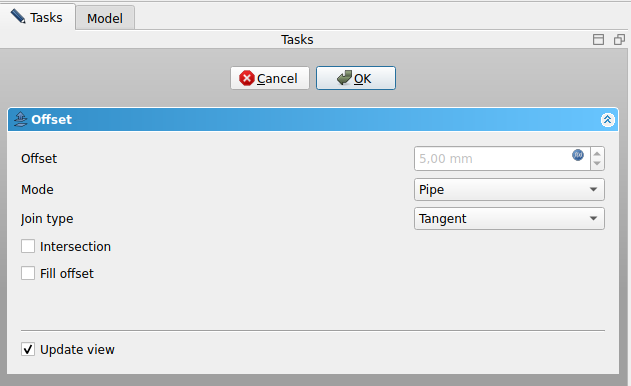 Tasks
Model
Tasks
Cancel
OK
Offset
Offset
5,00 mm
Mode
Pipe
Join type
Tangent
Intersection
Fill offset
Update view